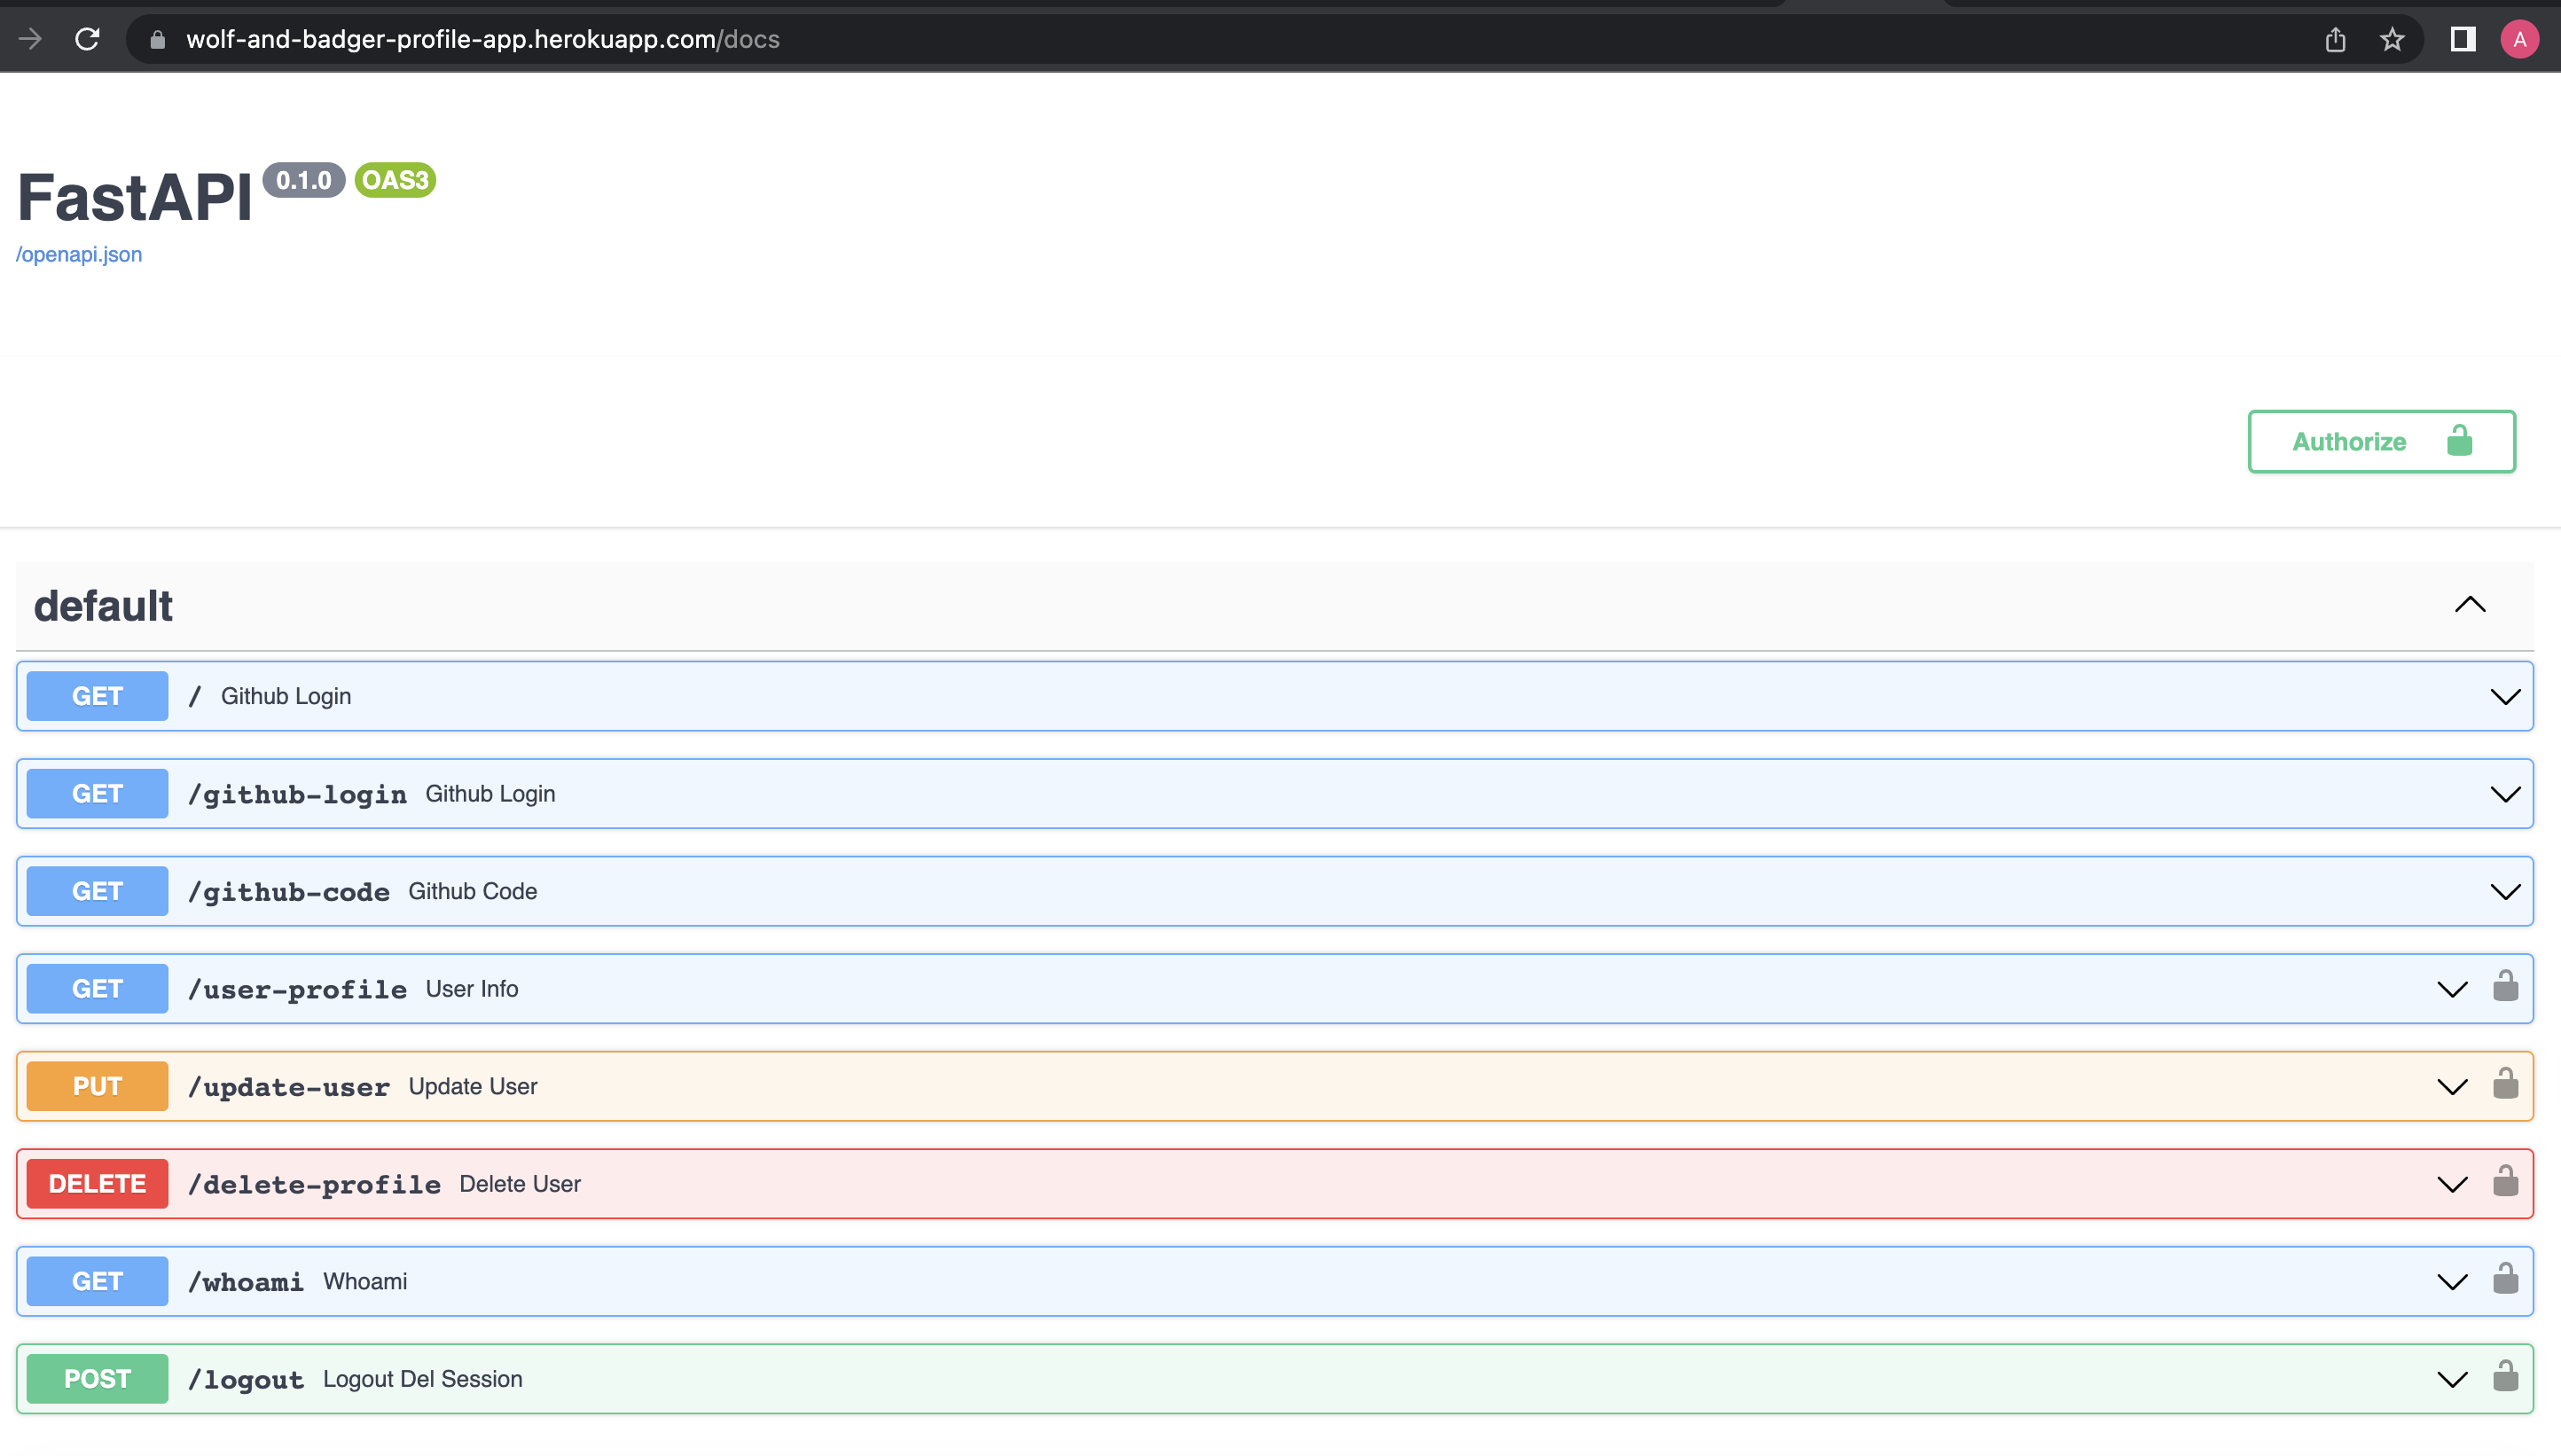 wolf-and-badger-profile-app.herokuapp.com/docs
A
FastAPI 0.1.0 OAS3
/openapi.json
Authorize
default
GET / Github Login
GET /github-login Github Login
GET /github-code Github Code
GET /user-profile User Info
PUT /update-user Update User
DELETE /delete-profile Delete User
GET /whoami Whoami
POST /logout Logout Del Session